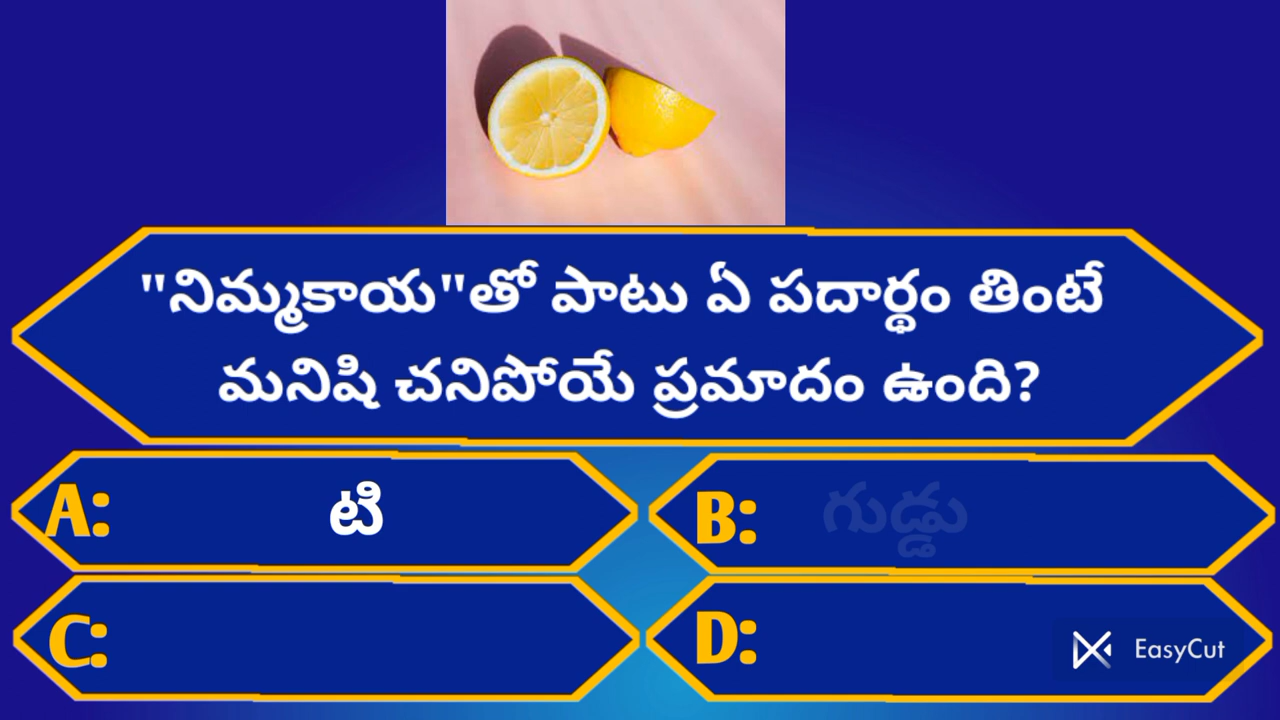 "నిమ్మకాయ"తో పాటు ఏ పదార్థం తింటే
మనిషి చనిపోయే ప్రమాదం ఉంది?
A: టి
B: గుడ్డు
C:
D:
EasyCut